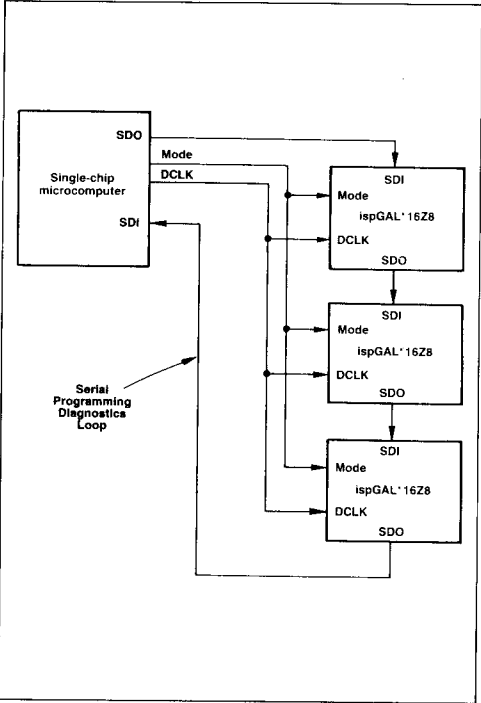 SDO
Single-chip
microcomputer
SDI
Mode
DCLK
SDI
Mode
ispGAL* 16Z8
DCLK
SDO
SDI
Mode
ispGAL* 16Z8
DCLK
SDO
SDI
Mode
ispGAL* 16Z8
DCLK
SDO
Serial
Programming
Diagnostics
Loop